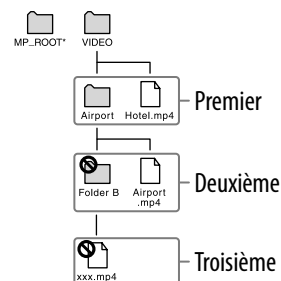 MP_ROOT* VIDEO
Airport Hotel.mp4
Premier
Folder B Airport
.mp4
Deuxième
xxx.mp4
Troisième